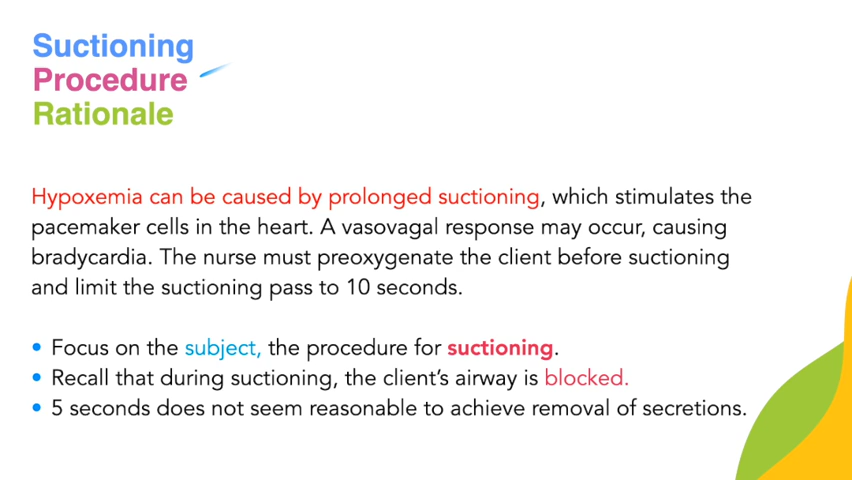 Suctioning
Procedure
Rationale
Hypoxemia can be caused by prolonged suctioning, which stimulates the
pacemaker cells in the heart. A vasovagal response may occur, causing
bradycardia. The nurse must preoxygenate the client before suctioning
and limit the suctioning pass to 10 seconds.
• Focus on the subject, the procedure for suctioning.
• Recall that during suctioning, the client’s airway is blocked.
• 5 seconds does not seem reasonable to achieve removal of secretions.